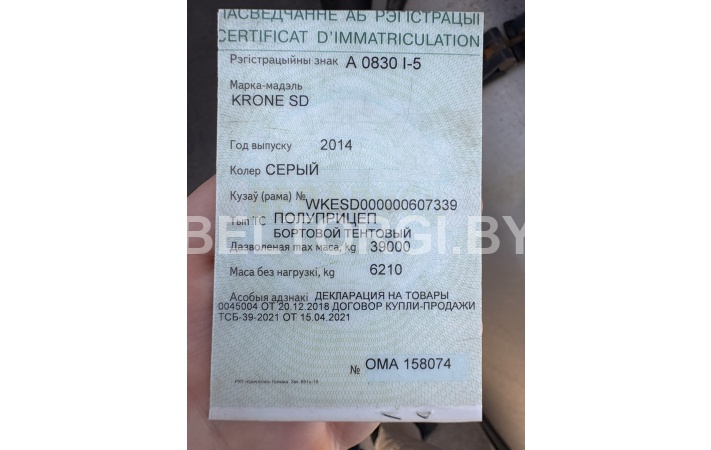 ПАСВЕДЧАННЕ АБ РЭГІСТРАЦЫІ
CERTIFICAT D'IMMATRICULATION
Рэгістрацыйны знак A 0830 I-5
Марка-мадэль
KRONE SD
Год выпуску 2014
Колер СЕРЫЙ
Кузаў (рама) № WKESD000000607339
Тып ТС ПОЛУПРИЦЕП
БОРТОВОЙ ТЕНТОВЫЙ
BELTORGI.BY
Дазволеная max маса, kg 39000
Маса без нагрузкі, kg 6210
Асобыя адзнакі ДЕКЛАРАЦИЯ НА ТОВАРЫ
0045004 ОТ 20.12.2018 ДОГОВОР КУПЛИ-ПРОДАЖИ
ТСБ-39-2021 ОТ 15.04.2021
№ ОМА 158074